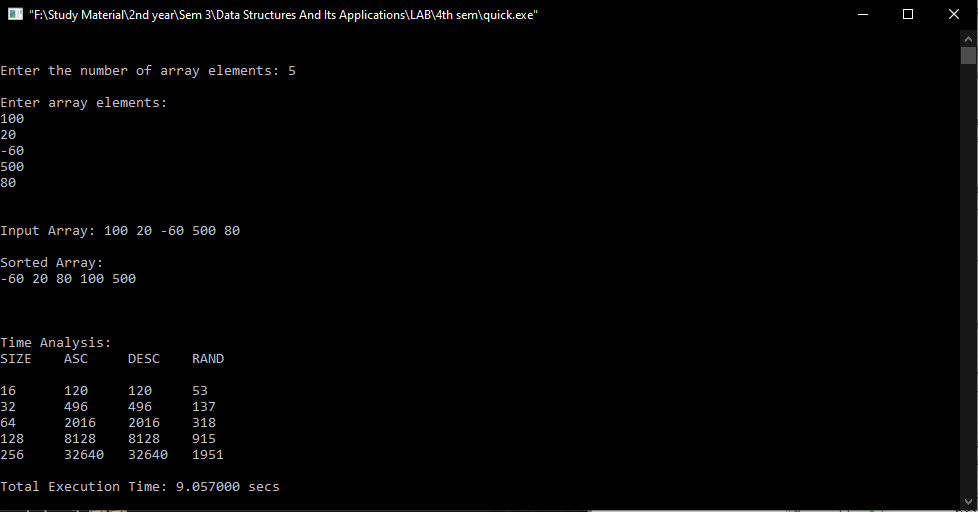 "F:\Study Material\2nd year\Sem 3\Data Structures And Its Applications\LAB\4th sem\quick.exe"
Enter the number of array elements: 5
Enter array elements:
100
20
-60
500
80
Input Array: 100 20 -60 500 80
Sorted Array:
-60 20 80 100 500
Time Analysis:
SIZE ASC DESC RAND
16 120 120 53
32 496 496 137
64 2016 2016 318
128 8128 8128 915
256 32640 32640 1951
Total Execution Time: 9.057000 secs